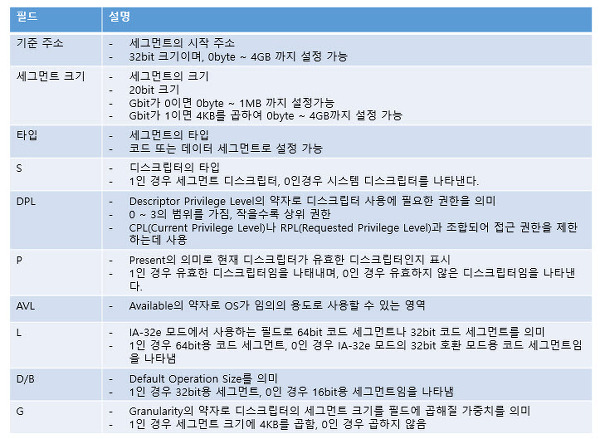 필드 설명
기준 주소 - 세그먼트의 시작 주소
- 32bit 크기이며, 0byte ~ 4GB 까지 설정 가능
세그먼트 크기 - 세그먼트의 크기
- 20bit 크기
- Gbit가 0이면 0byte ~ 1MB 까지 설정가능
- Gbit가 1이면 4KB를 곱하여 0byte ~ 4GB까지 설정 가능
타입 - 세그먼트의 타입
- 코드 또는 데이터 세그먼트로 설정 가능
S - 디스크립터의 타입
- 1인 경우 세그먼트 디스크립터, 0인경우 시스템 디스크립터를 나타낸다.
DPL - Descriptor Privilege Level의 약자로 디스크립터 사용에 필요한 권한을 의미
- 0 ~ 3의 범위를 가짐, 작을수록 상위 권한
- CPL(Current Privilege Level)나 RPL(Requested Privilege Level)과 조합되어 접근 권한을 제한
하는데 사용
P - Present의 의미로 현재 디스크립터가 유효한 디스크립터인지 표시
- 1인 경우 유효한 디스크립터임을 나태내며, 0인 경우 유효하지 않은 디스크립터임을 나타낸
다.
AVL - Available의 약자로 OS가 임의의 용도로 사용할 수 있는 영역
L - IA-32e 모드에서 사용하는 필드로 64bit 코드 세그먼트나 32bit 코드 세그먼트를 의미
- 1인 경우 64bit용 코드 세그먼트, 0인 경우 IA-32e 모드의 32bit 호환 모드용 코드 세그먼트임
을 나타냄
D/B - Default Operation Size를 의미
- 1인 경우 32bit용 세그먼트, 0인 경우 16bit용 세그먼트임을 나타냄
G - Granularity의 약자로 디스크립터의 세그먼트 크기를 필드에 곱해질 가중치를 의미
- 1인 경우 세그먼트 크기에 4KB를 곱함, 0인 경우 곱하지 않음